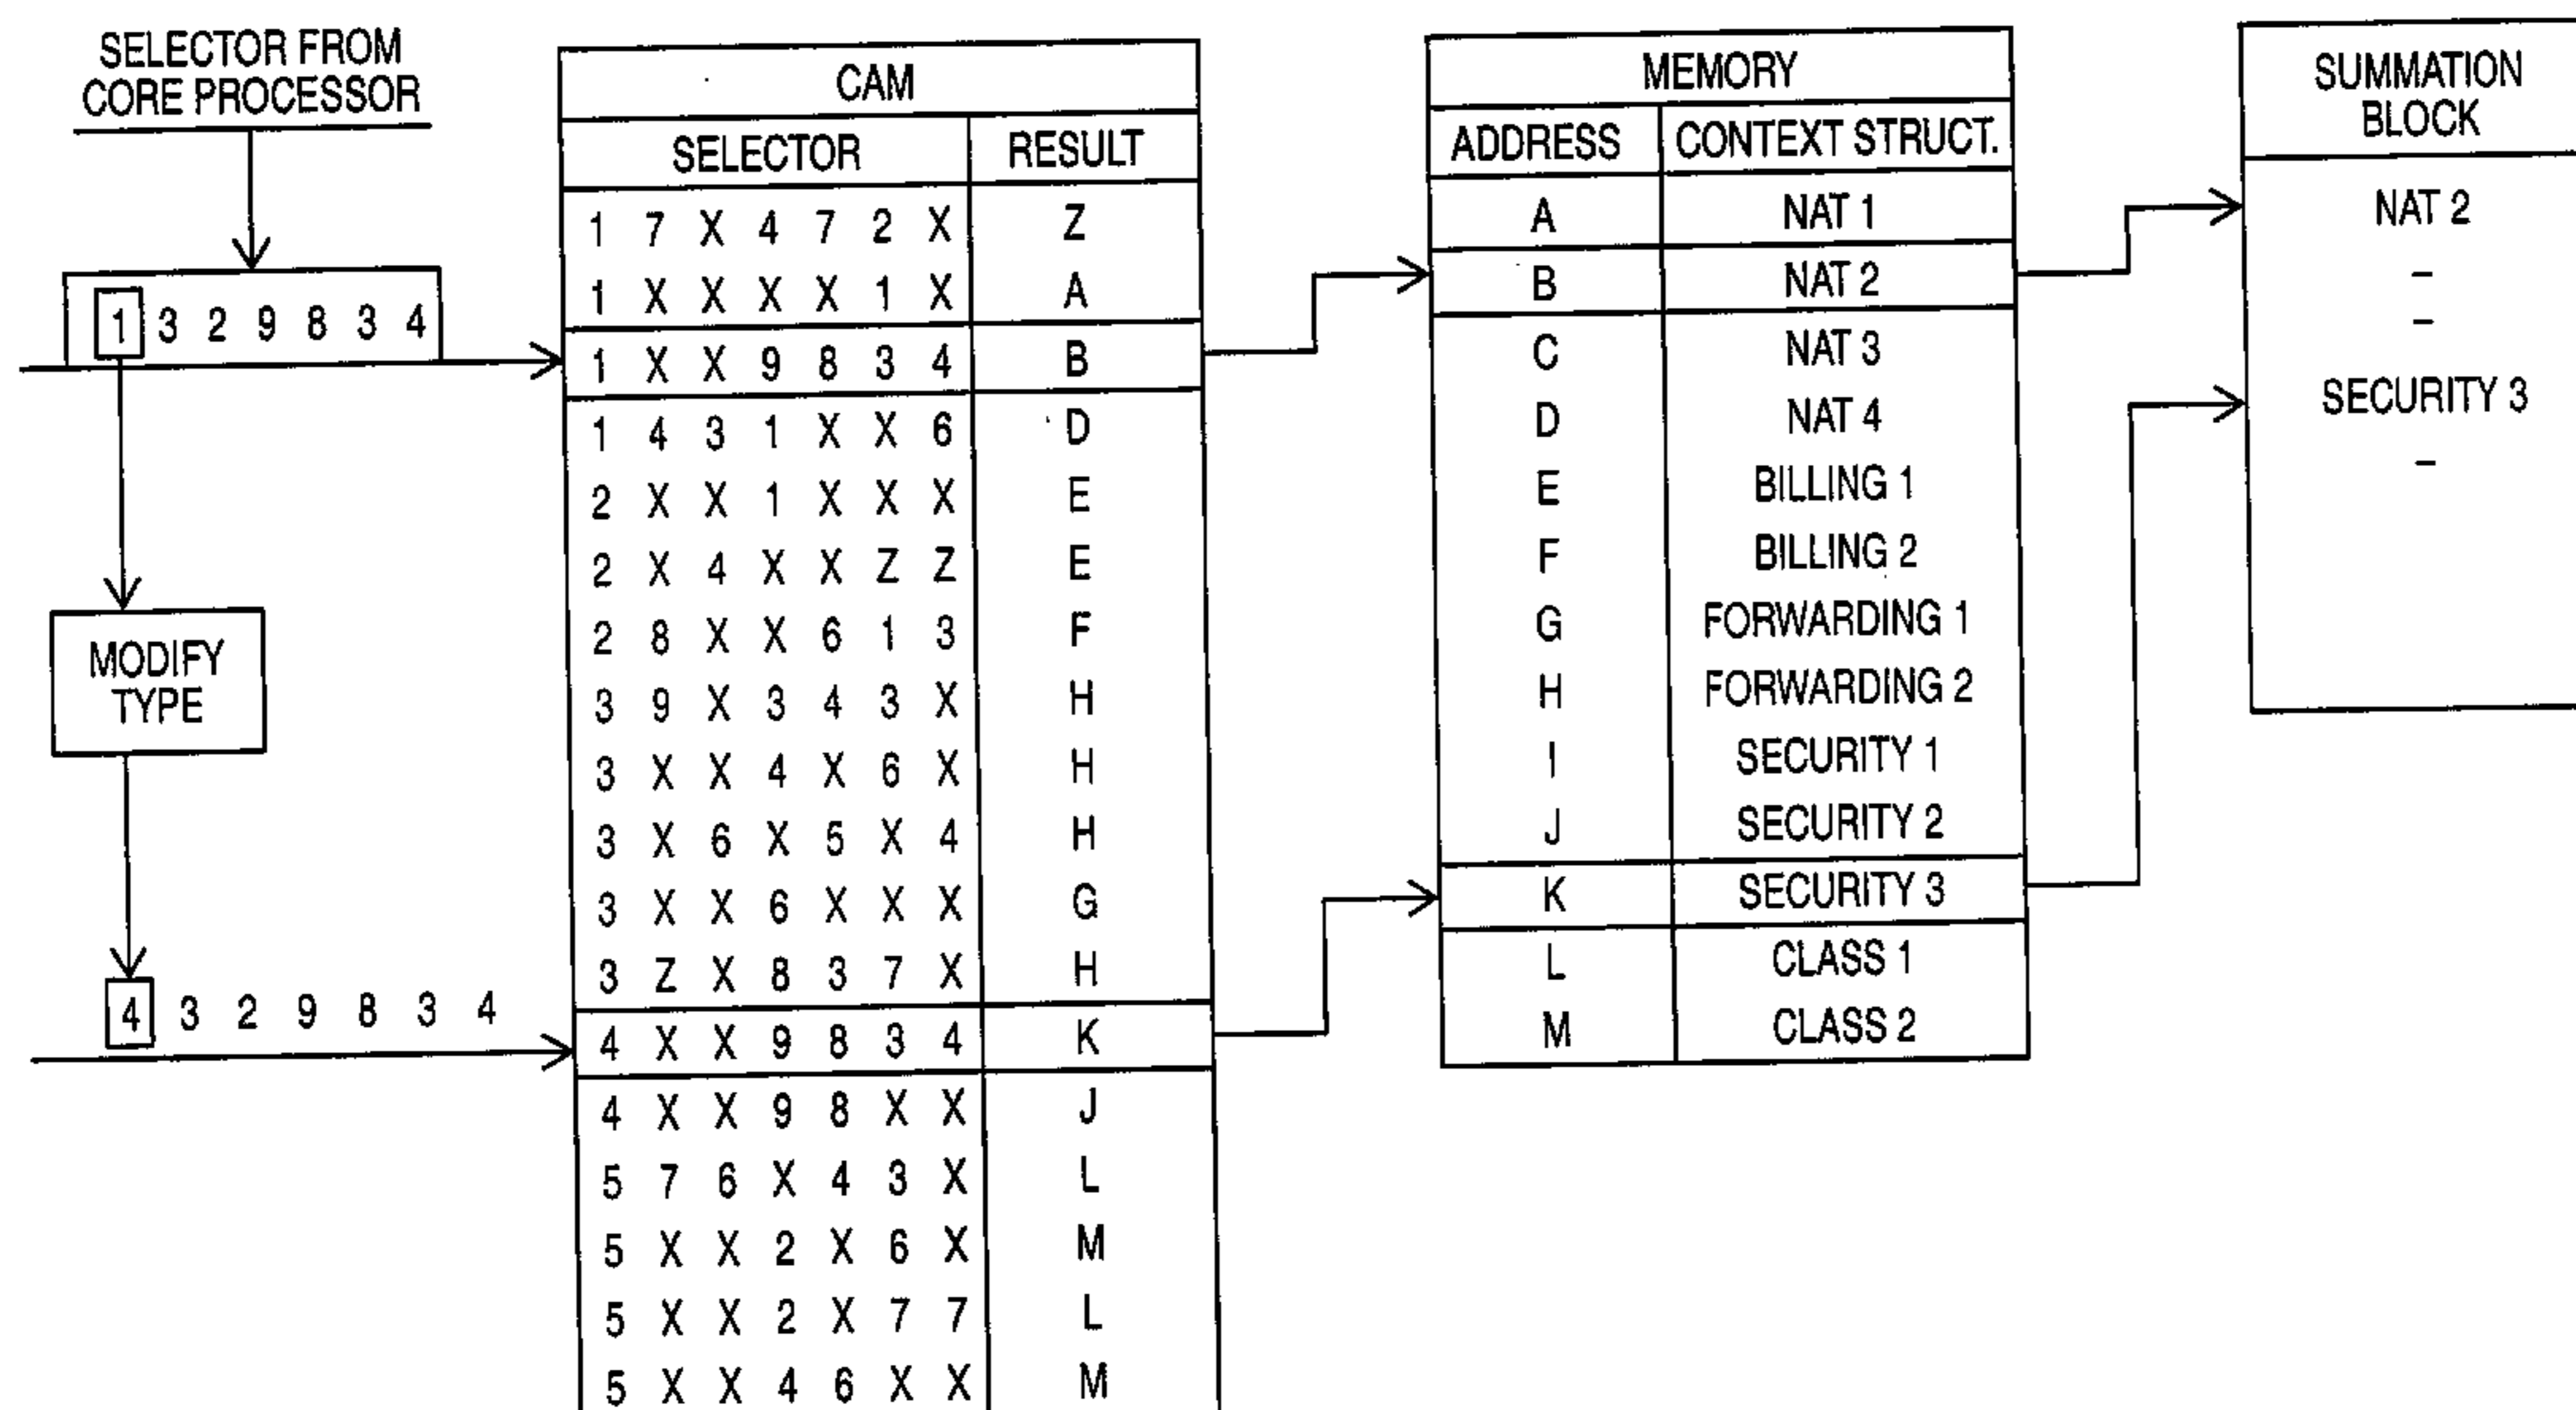 SELECTOR FROM
CORE PROCESSOR
1 3 2 9 8 3 4
MODIFY
TYPE
4 3 2 9 8 3 4
CAM
SELECTOR RESULT
1 7 X 4 7 2 X Z
1 X X X X 1 X A
1 X X 9 8 3 4 B
1 4 3 1 X X 6 D
2 X X 1 X X X E
2 X 4 X X Z Z E
2 8 X X 6 1 3 F
3 9 X 3 4 3 X H
3 X X 4 X 6 X H
3 X 6 X 5 X 4 H
3 X X 6 X X X G
3 Z X 8 3 7 X H
4 X X 9 8 3 4 K
4 X X 9 8 X X J
5 7 6 X 4 3 X L
5 X X 2 X 6 X M
5 X X 2 X 7 7 L
5 X X 4 6 X X M
MEMORY
ADDRESS CONTEXT STRUCT.
A NAT 1
B NAT 2
C NAT 3
D NAT 4
E BILLING 1
F BILLING 2
G FORWARDING 1
H FORWARDING 2
I SECURITY 1
J SECURITY 2
K SECURITY 3
L CLASS 1
M CLASS 2
SUMMATION
BLOCK
NAT 2
–
–
SECURITY 3
–